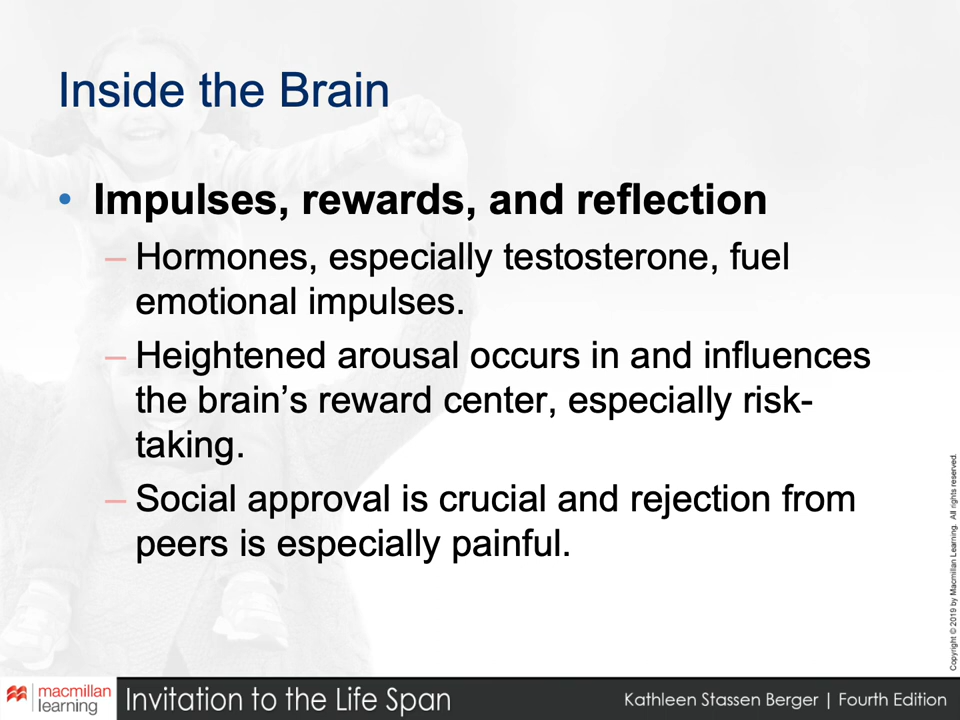 Inside the Brain
• Impulses, rewards, and reflection
– Hormones, especially testosterone, fuel
emotional impulses.
– Heightened arousal occurs in and influences
the brain’s reward center, especially risk-
taking.
– Social approval is crucial and rejection from
peers is especially painful.
Copyright © 2019 by Macmillan Learning. All rights reserved.
macmillan
learning
Invitation to the Life Span
Kathleen Stassen Berger | Fourth Edition